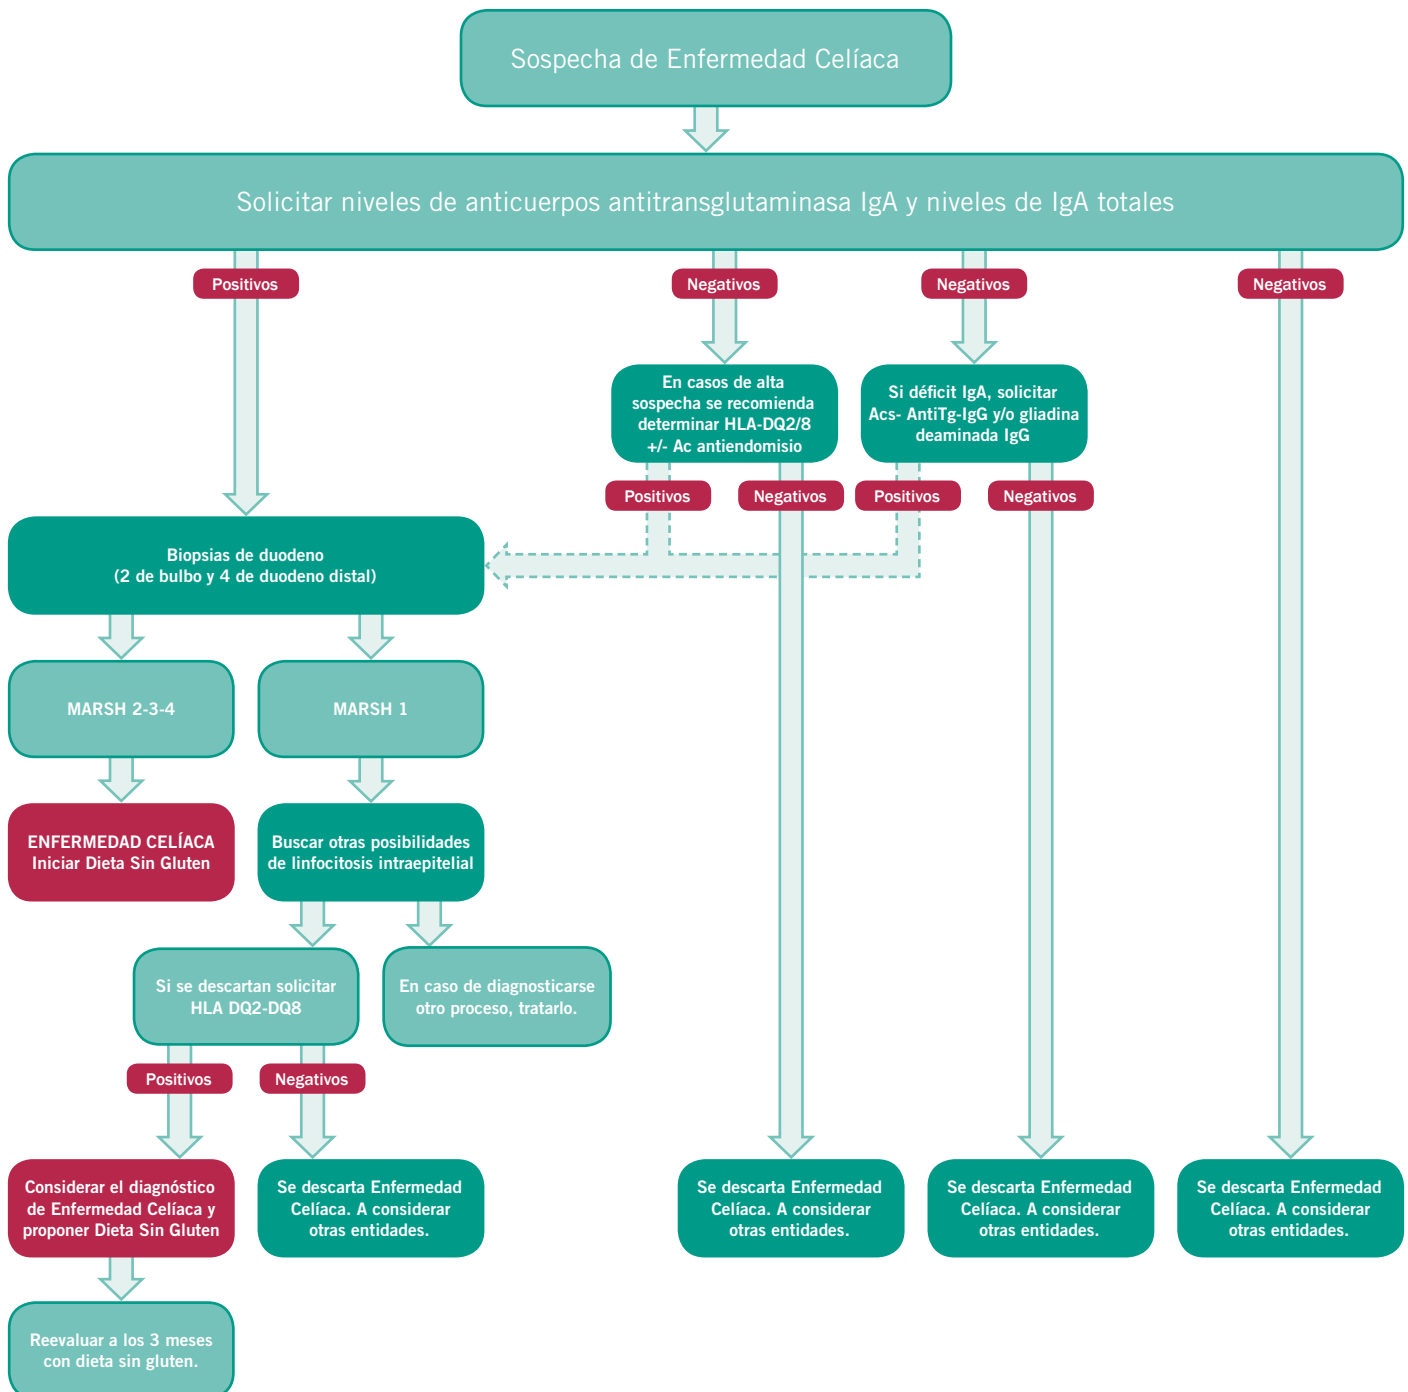 Sospecha de Enfermedad Celíaca
Solicitar niveles de anticuerpos antitransglutaminasa IgA y niveles de IgA totales
Positivos
Negativos
Negativos
Negativos
En casos de alta
sospecha se recomienda
determinar HLA-DQ2/8
+/- Ac antiendomisio
Si déficit IgA, solicitar
Acs- AntiTg-IgG y/o gliadina
deaminada IgG
Positivos
Negativos
Positivos
Negativos
Biopsias de duodeno
(2 de bulbo y 4 de duodeno distal)
MARSH 2-3-4
MARSH 1
ENFERMEDAD CELÍACA
Iniciar Dieta Sin Gluten
Buscar otras posibilidades
de linfocitosis intraepitelial
Si se descartan solicitar
HLA DQ2-DQ8
En caso de diagnosticarse
otro proceso, tratarlo.
Positivos
Negativos
Considerar el diagnóstico
de Enfermedad Celíaca y
proponer Dieta Sin Gluten
Se descarta Enfermedad
Celíaca. A considerar
otras entidades.
Se descarta Enfermedad
Celíaca. A considerar
otras entidades.
Se descarta Enfermedad
Celíaca. A considerar
otras entidades.
Se descarta Enfermedad
Celíaca. A considerar
otras entidades.
Reevaluar a los 3 meses
con dieta sin gluten.